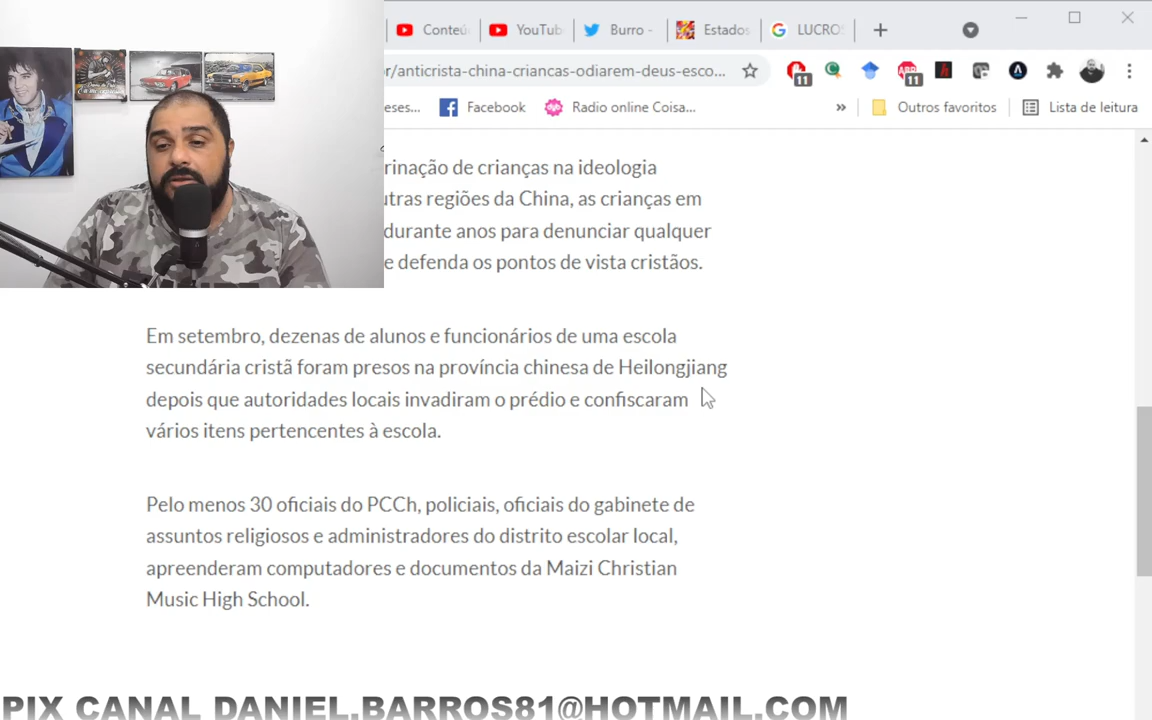 Conteú
YouTub
Burro -
Estados
LUCRO
r/anticrista-china-criancas-odiarem-deus-esco...
11
11
eses...
Facebook
Radio online Coisa...
»
Outros favoritos
Lista de leitura
rinação de crianças na ideologia
utras regiões da China, as crianças em
durante anos para denunciar qualquer
e defenda os pontos de vista cristãos.
Em setembro, dezenas de alunos e funcionários de uma escola
secundária cristã foram presos na província chinesa de Heilongjiang
depois que autoridades locais invadiram o prédio e confiscaram
vários itens pertencentes à escola.
Pelo menos 30 oficiais do PCCh, policiais, oficiais do gabinete de
assuntos religiosos e administradores do distrito escolar local,
apreenderam computadores e documentos da Maizi Christian
Music High School.
PIX CANAL DANIEL.BARROS81@HOTMAIL.COM